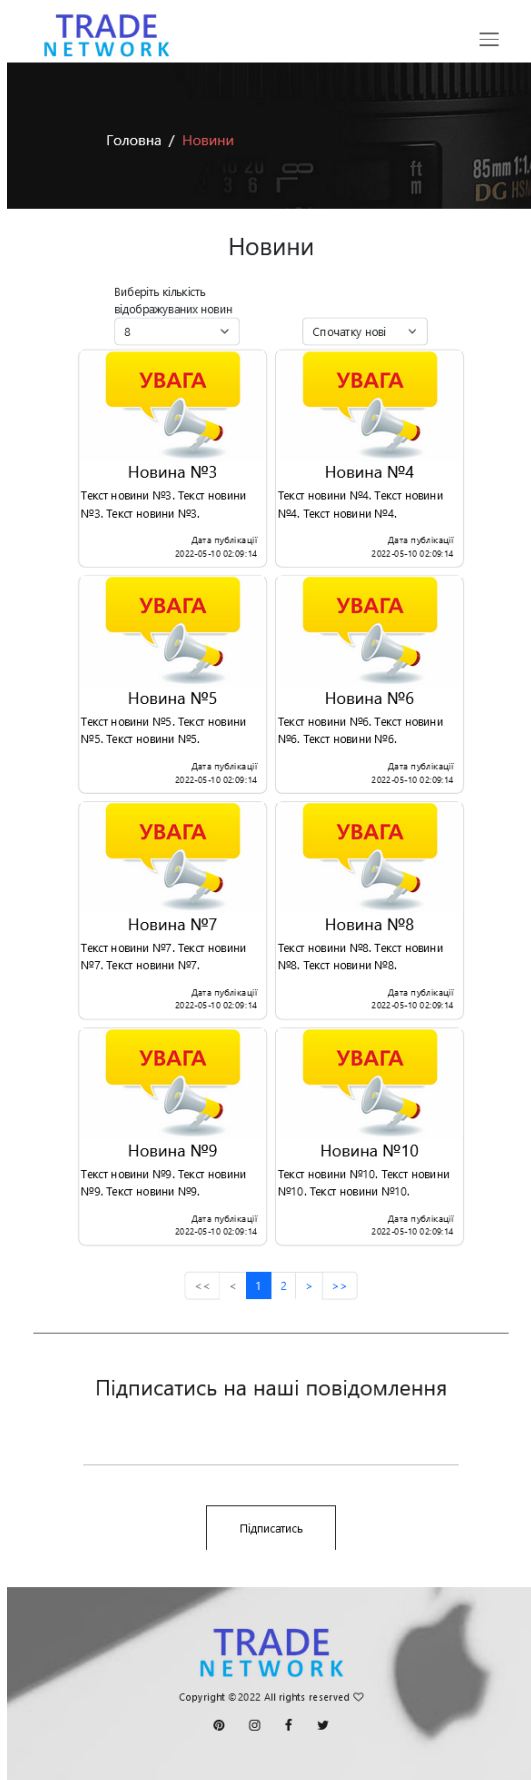 TRADE
NETWORK
Головна / Новини
ft
m
85mm 1:1.
DG HSM
Новини
Виберіть кількість
відображуваних новин
8
Спочатку нові
УВАГА
УВАГА
Новина №3
Новина №4
Текст новини №3. Текст новини
№3. Текст новини №3.
Текст новини №4. Текст новини
№4. Текст новини №4.
Дата публікації
2022-05-10 02:09:14
Дата публікації
2022-05-10 02:09:14
УВАГА
УВАГА
Новина №5
Новина №6
Текст новини №5. Текст новини
№5. Текст новини №5.
Текст новини №6. Текст новини
№6. Текст новини №6.
Дата публікації
2022-05-10 02:09:14
Дата публікації
2022-05-10 02:09:14
УВАГА
УВАГА
Новина №7
Новина №8
Текст новини №7. Текст новини
№7. Текст новини №7.
Текст новини №8. Текст новини
№8. Текст новини №8.
Дата публікації
2022-05-10 02:09:14
Дата публікації
2022-05-10 02:09:14
УВАГА
УВАГА
Новина №9
Новина №10
Текст новини №9. Текст новини
№9. Текст новини №9.
Текст новини №10. Текст новини
№10. Текст новини №10.
Дата публікації
2022-05-10 02:09:14
Дата публікації
2022-05-10 02:09:14
<< < 1 2 > >>
Підписатись на наші повідомлення
Підписатись
TRADE
NETWORK
Copyright ©2022 All rights reserved